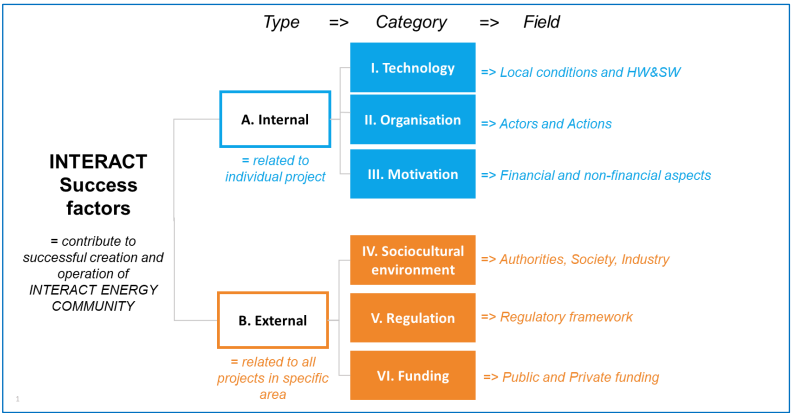 Type => Category => Field
I. Technology => Local conditions and HW&SW
A. Internal
II. Organisation => Actors and Actions
= related to
individual project
III. Motivation => Financial and non-financial aspects
INTERACT
Success
factors
= contribute to
successful creation and
operation of
INTERACT ENERGY
COMMUNITY
IV. Sociocultural
environment
=> Authorities, Society, Industry
B. External
V. Regulation => Regulatory framework
= related to all
projects in specific
area
VI. Funding => Public and Private funding
1